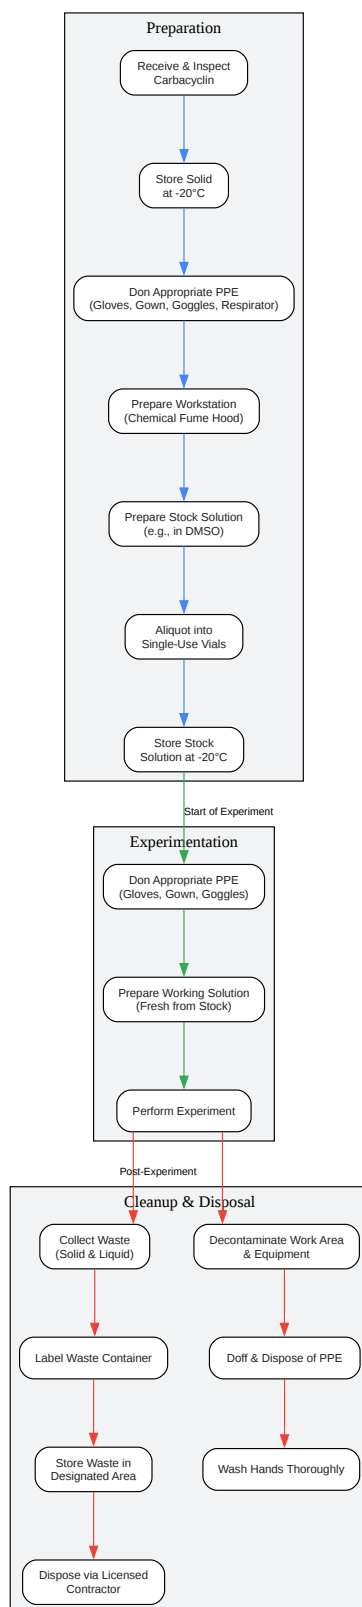 Preparation
Receive & Inspect
Carbacyclin
Store Solid
at -20°C
Don Appropriate PPE
(Gloves, Gown, Goggles, Respirator)
Prepare Workstation
(Chemical Fume Hood)
Prepare Stock Solution
(e.g., in DMSO)
Aliquot into
Single-Use Vials
Store Stock
Solution at -20°C
Start of Experiment
Experimentation
Don Appropriate PPE
(Gloves, Gown, Goggles)
Prepare Working Solution
(Fresh from Stock)
Perform Experiment
Post-Experiment
Cleanup & Disposal
Collect Waste
(Solid & Liquid)
Label Waste Container
Store Waste in
Designated Area
Dispose via Licensed
Contractor
Decontaminate Work Area
& Equipment
Doff & Dispose of PPE
Wash Hands Thoroughly